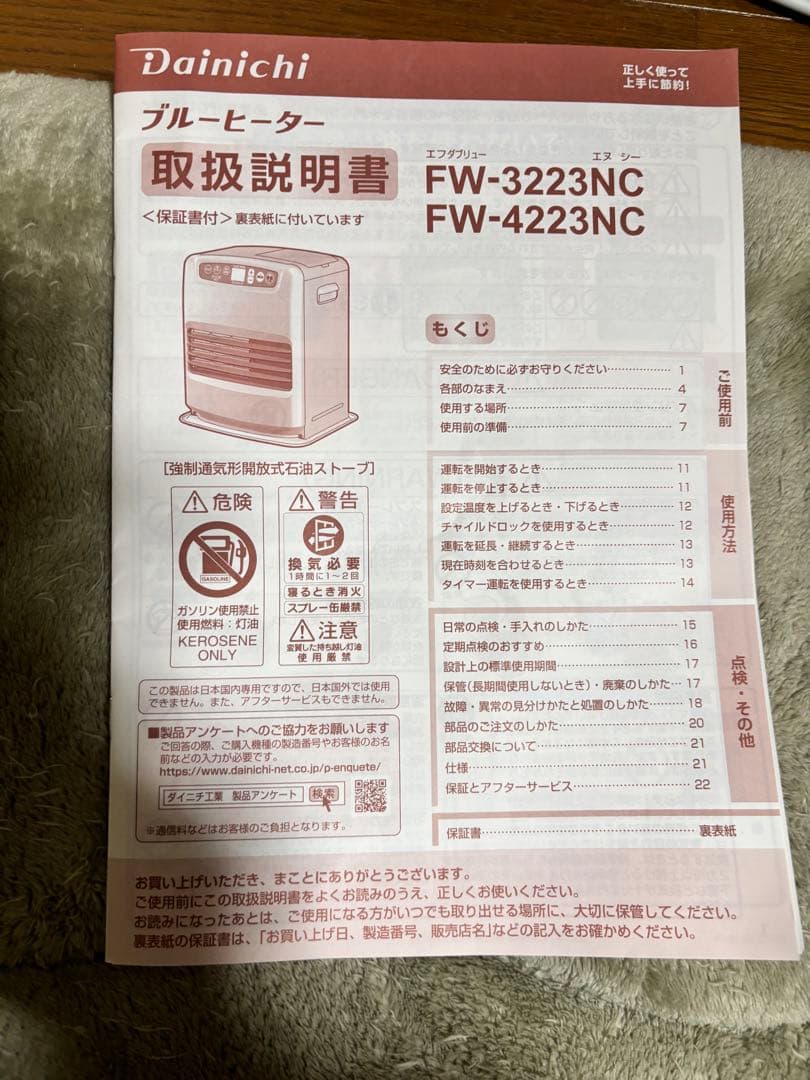 Dainichi
正しく使って
上手に節約!
ブルーヒーター
取扱説明書
<保証書付>裏表紙に付いています
エフダブリュー エヌ シー
FW-3223NC
FW-4223NC
もくじ
安全のために必ずお守りください………………1
各部のなまえ………………4
使用する場所………………7
使用前の準備………………7
ご使用前
運転を開始するとき………………11
運転を停止するとき………………11
設定温度を上げるとき・下げるとき………………12
チャイルドロックを使用するとき………………12
運転を延長・継続するとき………………13
現在時刻を合わせるとき………………13
タイマー運転を使用するとき………………14
使用方法
日常の点検・手入れのしかた………………15
定期点検のおすすめ………………16
設計上の標準使用期間………………17
保管(長期間使用しないとき)・廃棄のしかた…17
故障・異常の見分けかたと処置のしかた………18
部品のご注文のしかた………………20
部品交換について………………21
仕様………………21
保証とアフターサービス………………22
点検・その他
保証書………………裏表紙
[強制通気形開放式石油ストーブ]
危険
GASOLINE
ガソリン使用禁止
使用燃料:灯油
KEROSENE
ONLY
警告
換気必要
1時間に1~2回
寝るとき消火
スプレー缶厳禁
注意
変質した持ち越し灯油
使用厳禁
この製品は日本国内専用ですので、日本国外では使用
できません。また、アフターサービスもできません。
■製品アンケートへのご協力をお願いします
ご回答の際、ご購入機種の製造番号やお客様のお名
前などの入力が必要です。
https://www.dainichi-net.co.jp/p-enquete/
ダイニチ工業 製品アンケート 検索
※通信料などはお客様のご負担となります。
お買い上げいただき、まことにありがとうございます。
ご使用前にこの取扱説明書をよくお読みのうえ、正しくお使いください。
お読みになったあとは、ご使用になる方がいつでも取り出せる場所に、大切に保管してください。
裏表紙の保証書は、「お買い上げ日、製造番号、販売店名」などの記入をお確かめください。